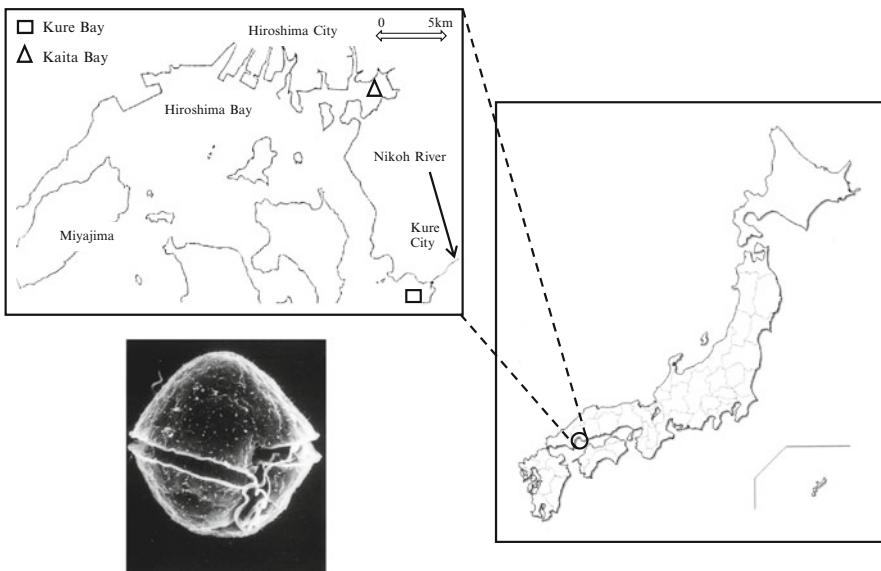 Kure Bay
Kaita Bay
Hiroshima City
0 5km
Hiroshima Bay
Nikoh River
Miyajima
Kure
City